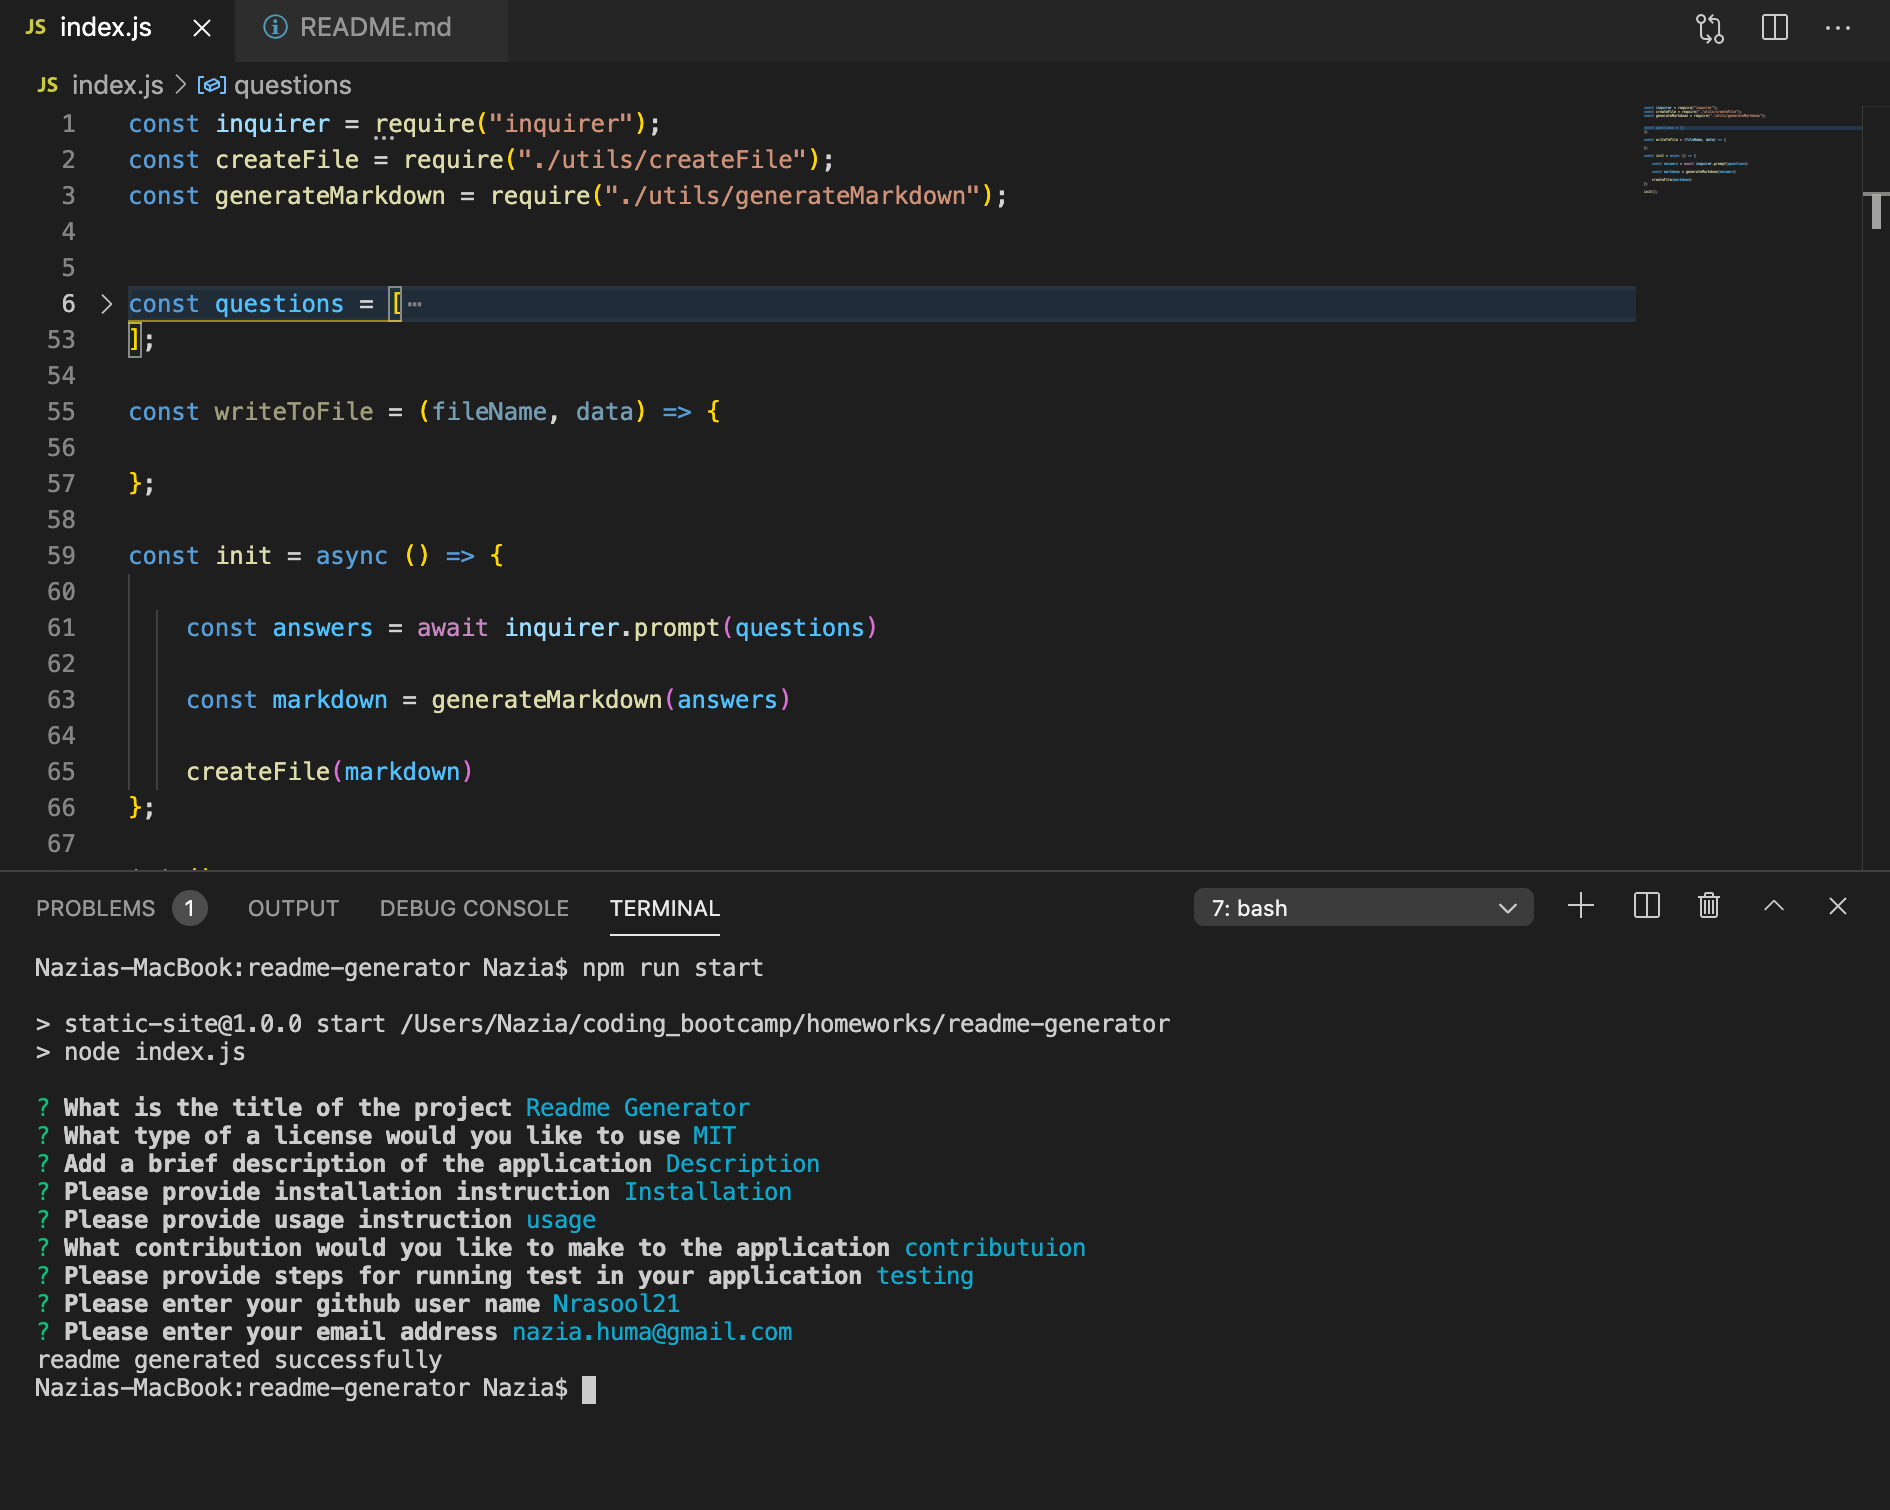 JS index.js × README.md
JS index.js > questions
1 const inquirer = require("inquirer");
2 const createFile = require("./utils/createFile");
3 const generateMarkdown = require("./utils/generateMarkdown");
4
5
6 const questions = [ ⋯
53 ];
54
55 const writeToFile = (fileName, data) => {
56
57 };
58
59 const init = async () => {
60
61 const answers = await inquirer.prompt(questions)
62
63 const markdown = generateMarkdown(answers)
64
65 createFile(markdown)
66 };
67
PROBLEMS 1 OUTPUT DEBUG CONSOLE TERMINAL 7: bash
Nazias-MacBook:readme-generator Nazia$ npm run start
> static-site@1.0.0 start /Users/Nazia/coding_bootcamp/homeworks/readme-generator
> node index.js
? What is the title of the project Readme Generator
? What type of a license would you like to use MIT
? Add a brief description of the application Description
? Please provide installation instruction Installation
? Please provide usage instruction usage
? What contribution would you like to make to the application contributuion
? Please provide steps for running test in your application testing
? Please enter your github user name Nrasool21
? Please enter your email address nazia.huma@gmail.com
readme generated successfully
Nazias-MacBook:readme-generator Nazia$